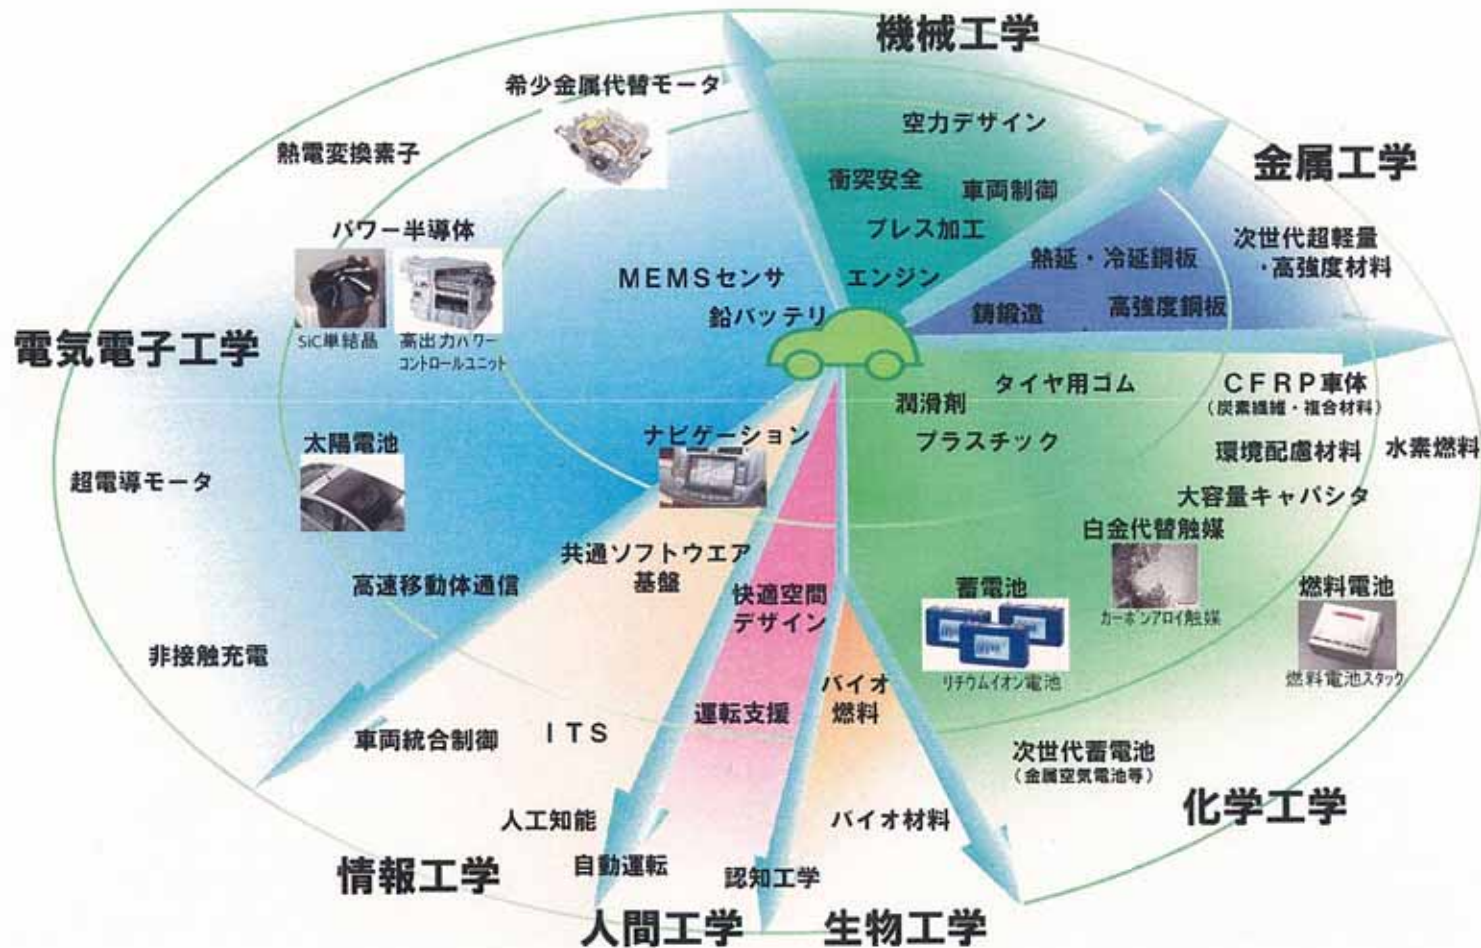 機械工学
希少金属代替モータ
空力デザイン
熱電変換素子
金属工学
衝突安全
車両制御
プレス加工
パワー半導体
次世代超軽量
・高強度材料
熱延・冷延鋼板
MEMSセンサ
エンジン
高強度鋼板
鉛バッテリ
鋳鍛造
電気電子工学
SiC単結晶
高出力パワー
コントロールユニット
タイヤ用ゴム
CFRP車体
(炭素繊維・複合材料)
潤滑剤
ナビゲーション
プラスチック
太陽電池
環境配慮材料
水素燃料
超電導モータ
大容量キャパシタ
白金代替触媒
カーボンアロイ触媒
共通ソフトウエア
基盤
高速移動体通信
快適空間
デザイン
蓄電池
リチウムイオン電池
燃料電池
燃料電池スタック
非接触充電
バイオ
燃料
運転支援
車両統合制御
ITS
次世代蓄電池
(金属空気電池等)
化学工学
人工知能
バイオ材料
自動運転
認知工学
情報工学
人間工学
生物工学